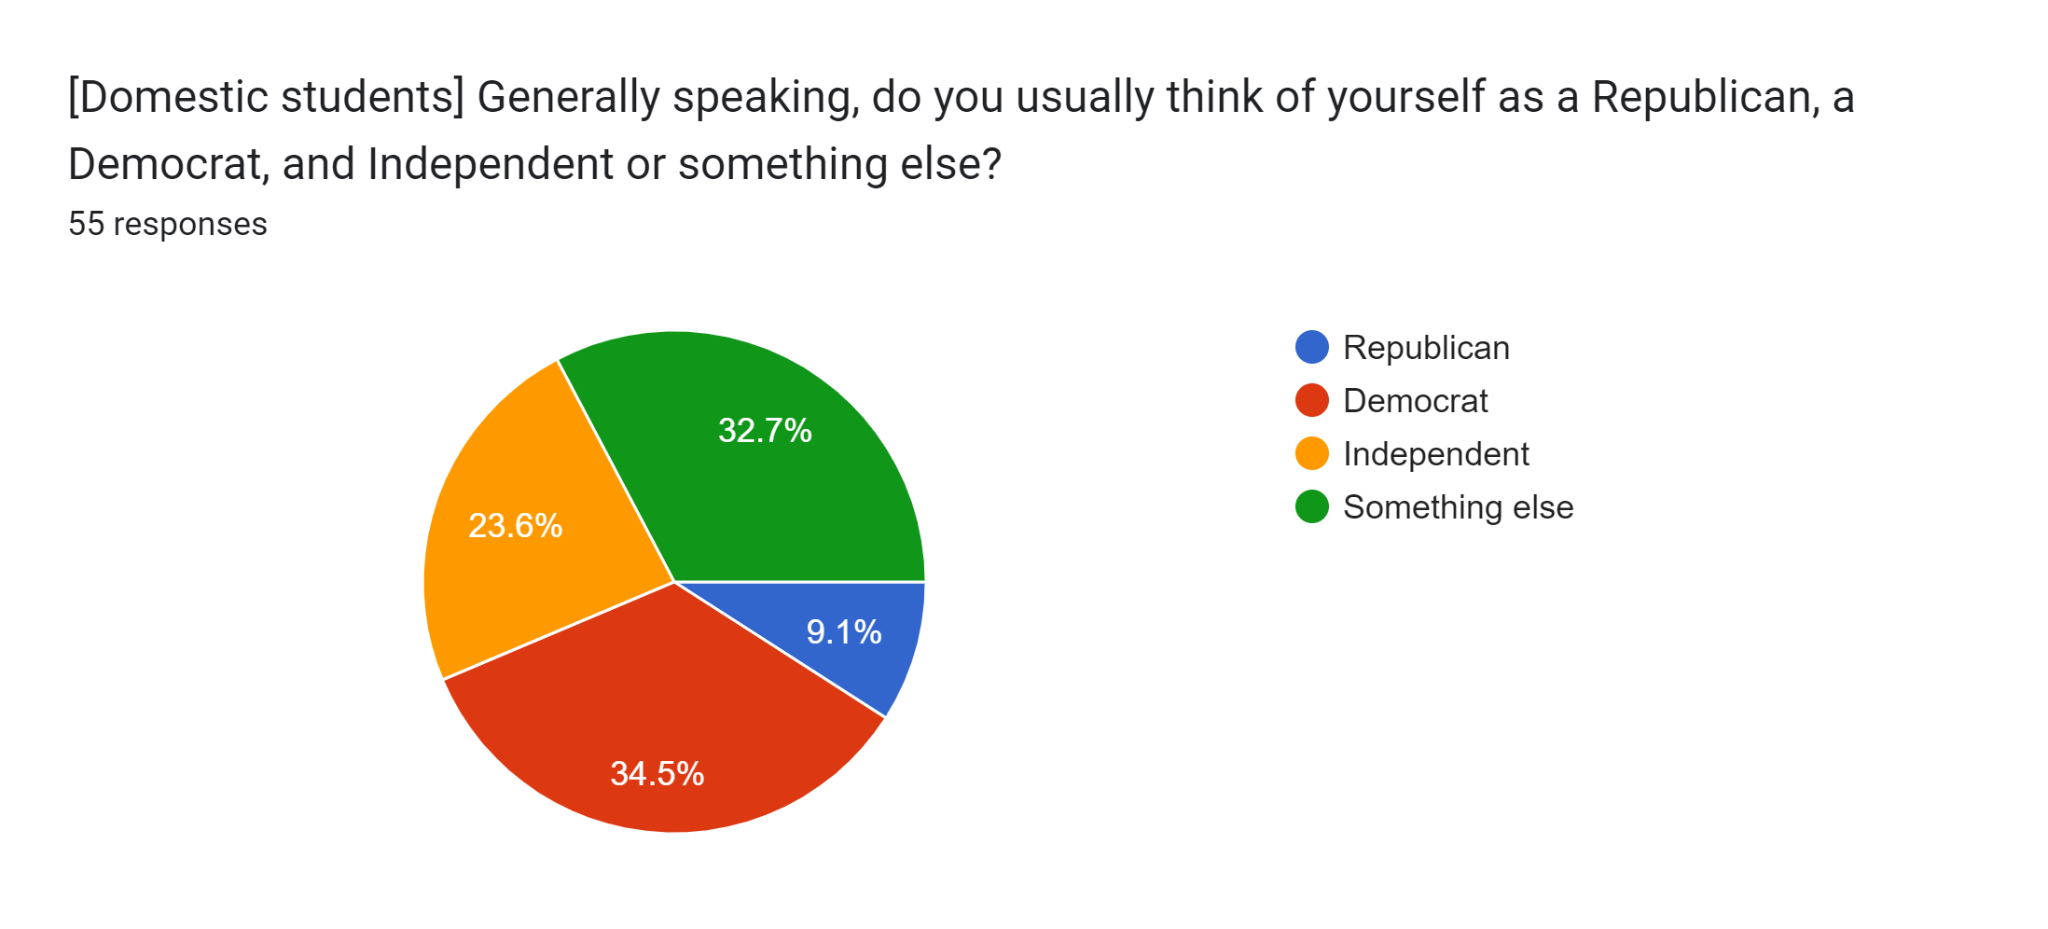 [Domestic students] Generally speaking, do you usually think of yourself as a Republican, a
Democrat, and Independent or something else?
55 responses
32.7%
23.6%
9.1%
34.5%
Republican
Democrat
Independent
Something else